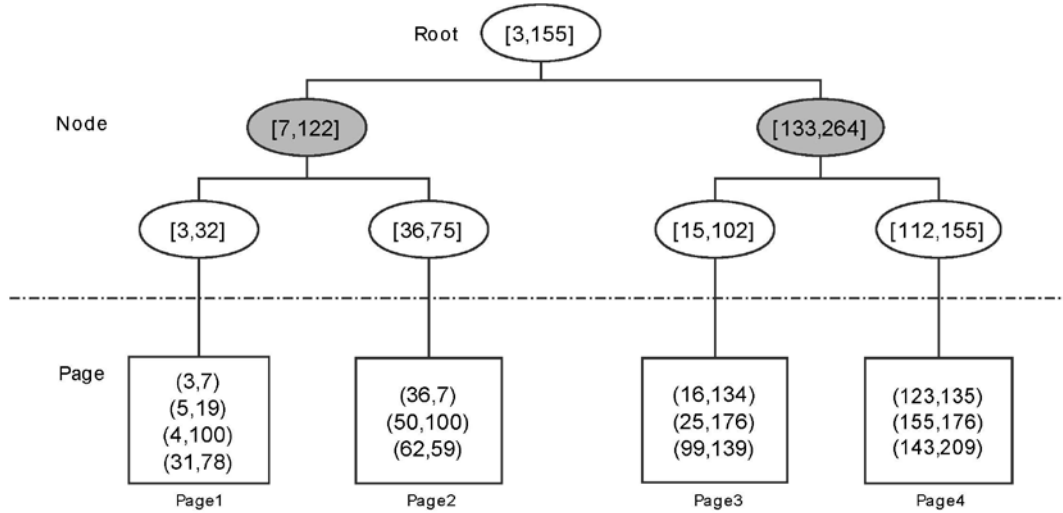 Root [3,155]
Node [7,122] [133,264]
[3,32] [36,75] [15,102] [112,155]
Page
(3,7)
(5,19)
(4,100)
(31,78)
Page1
(36,7)
(50,100)
(62,59)
Page2
(16,134)
(25,176)
(99,139)
Page3
(123,135)
(155,176)
(143,209)
Page4